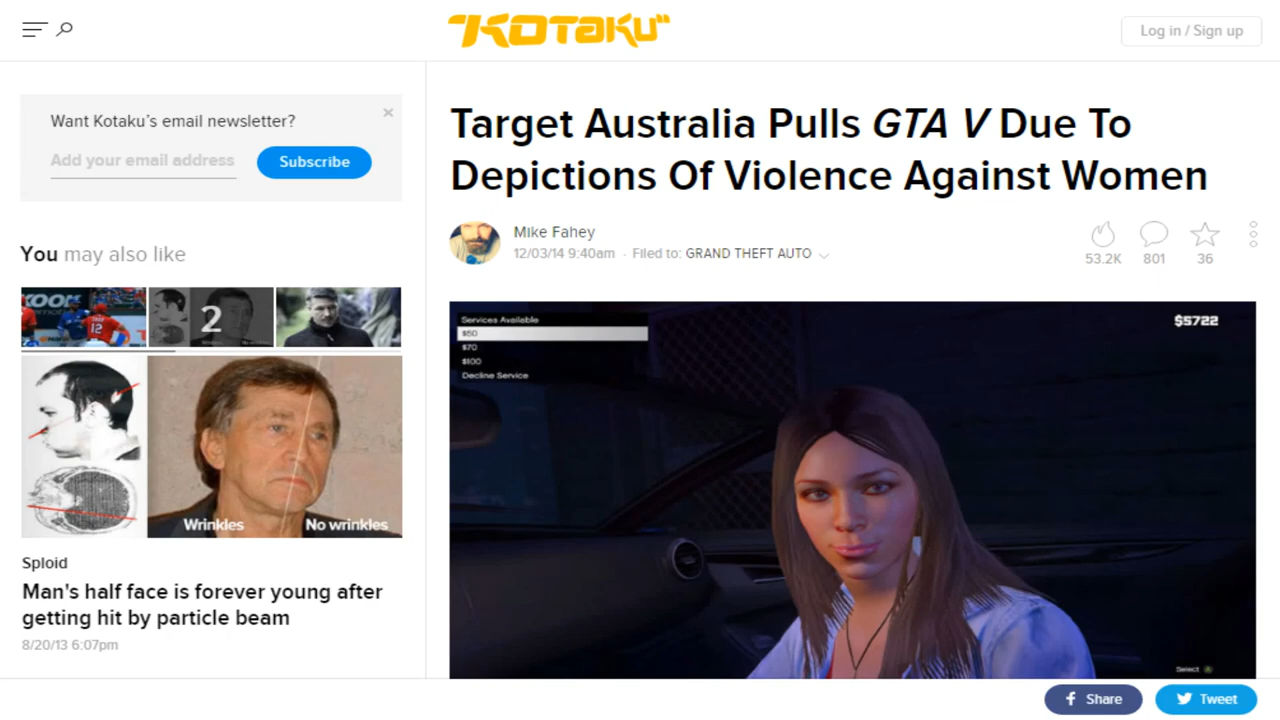 KOTaKU
Log in / Sign up
Want Kotaku's email newsletter?
Add your email address
Subscribe
You may also like
2
12
Wrinkles
No wrinkles
Sploid
Man's half face is forever young after
getting hit by particle beam
8/20/13 6:07pm
Target Australia Pulls GTA V Due To
Depictions Of Violence Against Women
Mike Fahey
12/03/14 9:40am · Filed to: GRAND THEFT AUTO
53.2K
801
36
Services Available
$50
$70
$100
Decline Service
$5722
Select
Share
Tweet